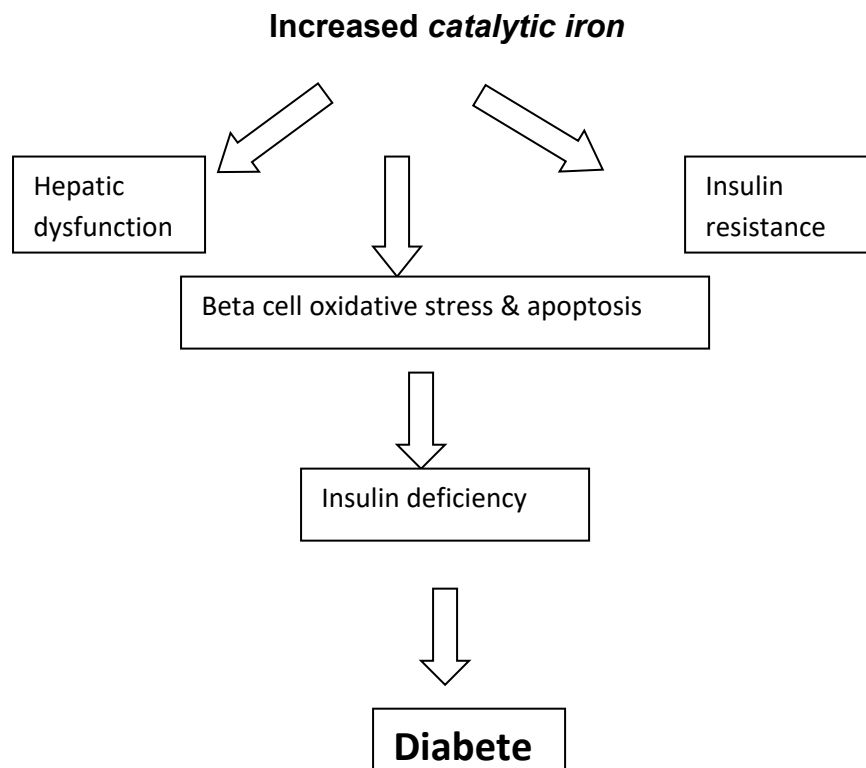 Increased catalytic iron
Hepatic
dysfunction
Insulin
resistance
Beta cell oxidative stress & apoptosis
Insulin deficiency
Diabete